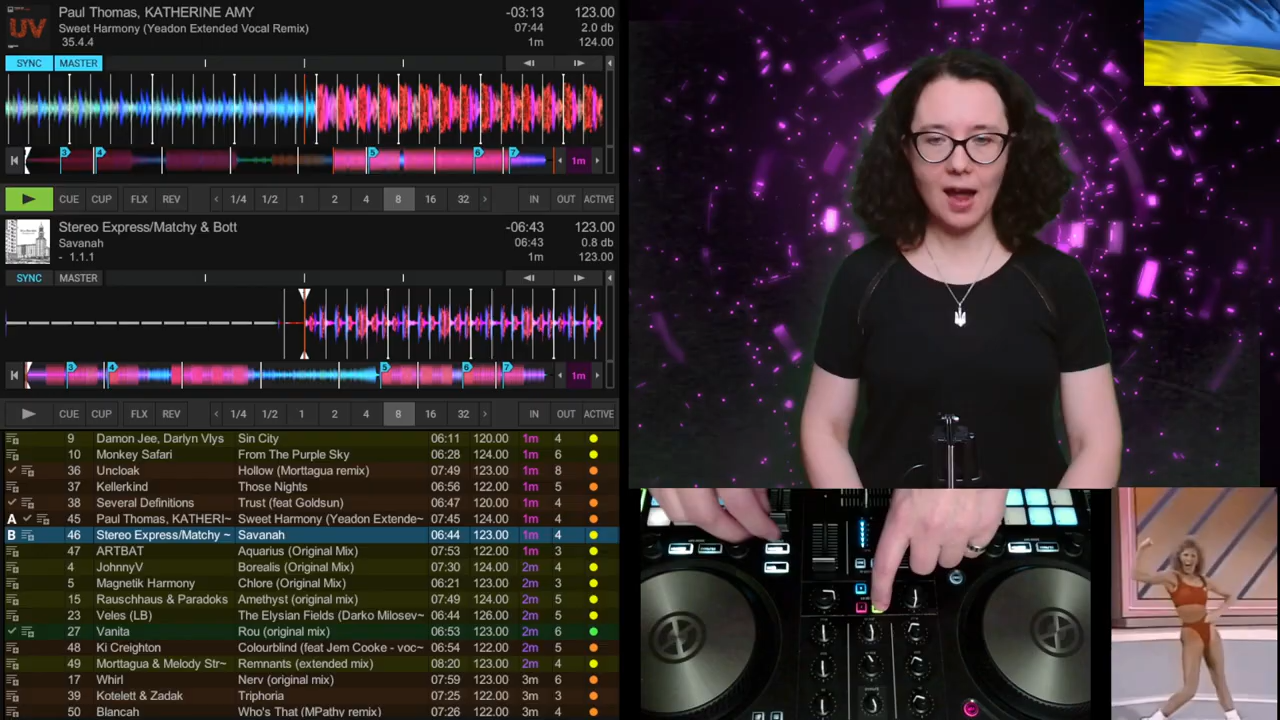 UV
Paul Thomas, KATHERINE AMY -03:13 123.00
Sweet Harmony (Yeadon Extended Vocal Remix) 07:44 2.0 db
35.4.4 1m 124.00
SYNC MASTER
3 4 5 6 7 1m
CUE CUP FLX REV 1/4 1/2 1 2 4 8 16 32 IN OUT ACTIVE
Stereo Express/Matchy & Bott -06:43 123.00
Savanah 06:43 0.8 db
- 1.1.1 1m 123.00
SYNC MASTER
3 4 5 6 7 1m
CUE CUP FLX REV 1/4 1/2 1 2 4 8 16 32 IN OUT ACTIVE
9 Damon Jee, Darlyn Vlys Sin City 06:11 120.00 1m 4
10 Monkey Safari From The Purple Sky 06:28 124.00 1m 6
36 Uncloak Hollow (Morttagua remix) 07:49 123.00 1m 8
37 Kellerkind Those Nights 06:56 122.00 1m 5
38 Several Definitions Trust (feat Goldsun) 06:47 120.00 1m 4
A 45 Paul Thomas, KATHERI~ Sweet Harmony (Yeadon Extende~ 07:45 124.00 1m 4
B 46 Stereo Express/Matchy ~ Savanah 06:44 123.00 1m 4
47 ARTBAT Aquarius (Original Mix) 07:53 122.00 1m 3
4 JohnnyV Borealis (Original Mix) 07:30 124.00 2m 4
5 Magnetik Harmony Chlore (Original Mix) 06:21 123.00 2m 3
15 Rauschhaus & Paradoks Amethyst (original mix) 06:49 123.00 2m 5
23 Veles (LB) The Elysian Fields (Darko Milosev~ 06:44 126.00 2m 5
27 Vanita Rou (original mix) 06:53 123.00 2m 6
48 Ki Creighton Colourblind (feat Jem Cooke - voc~ 06:54 122.00 2m 5
49 Morttagua & Melody Str~ Remnants (extended mix) 08:20 123.00 2m 4
17 Whirl Nerv (original mix) 07:59 123.00 3m 6
39 Kotelett & Zadak Triphoria 07:25 122.00 3m 3
50 Blancah Who's That (MPathy remix) 07:26 122.00 3m 4